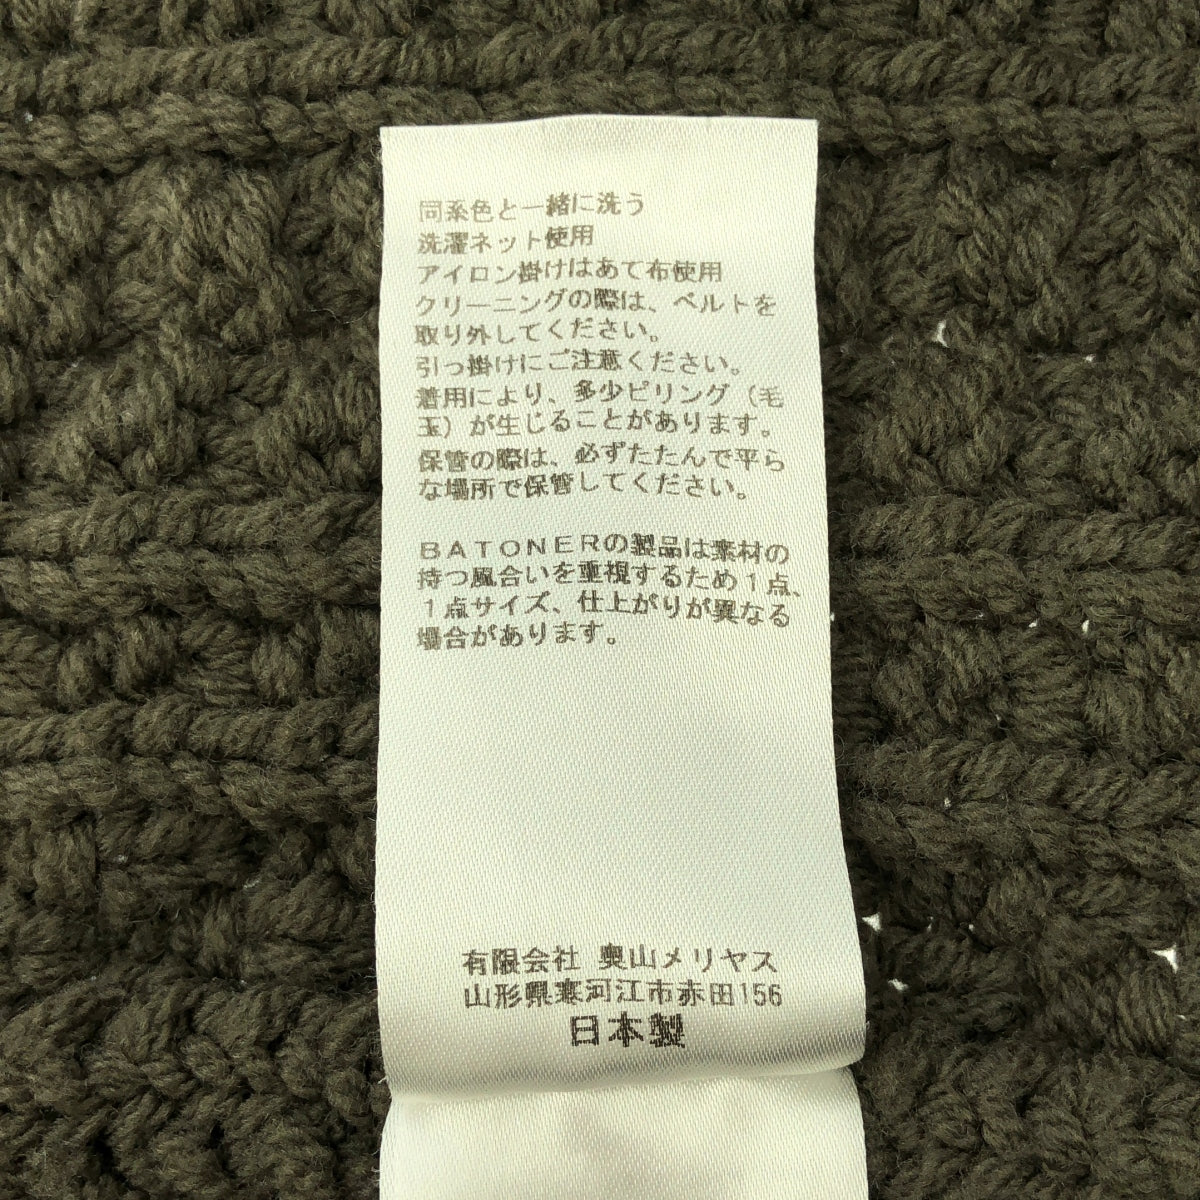 同系色と一緒に洗う
洗濯ネット使用
アイロン掛けはあて布使用
クリーニングの際は、ベルトを
取り外してください。
引っ掛けにご注意ください。
着用により、多少ピリング（毛
玉）が生じることがあります。
保管の際は、必ずたたんで平ら
な場所で保管してください。
BATONERの製品は素材の
持つ風合いを重視するため1点、
1点サイズ、仕上がりが異なる
場合があります。
有限会社 奥山メリヤス
山形県寒河江市赤田156
日本製